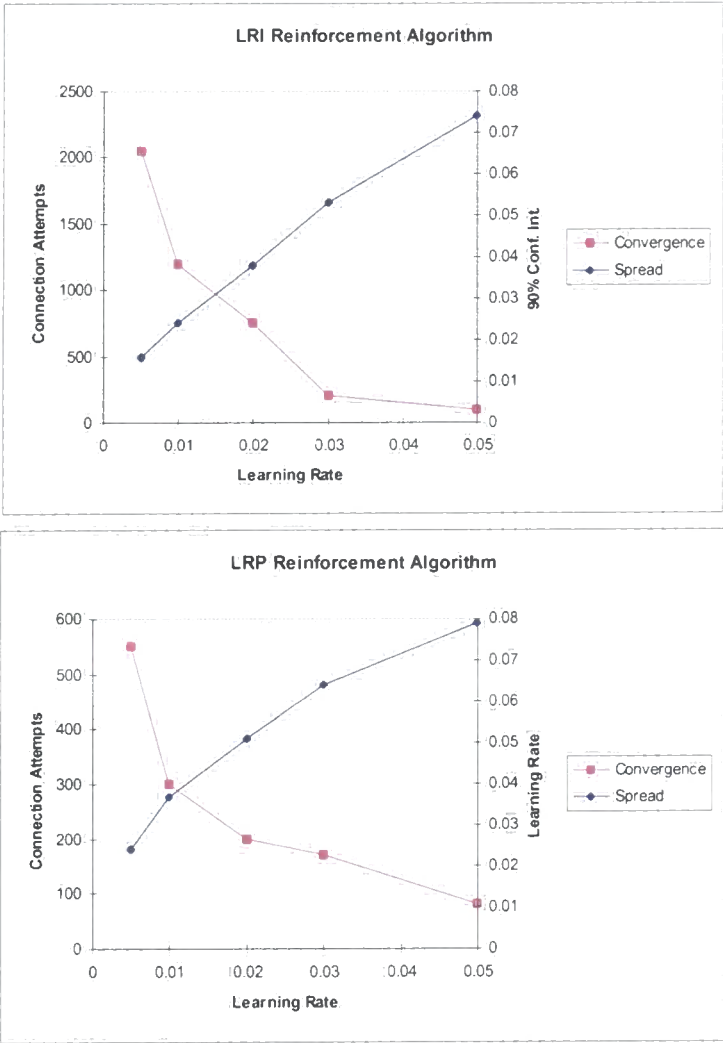 LRI Reinforcement Algorithm
2500
2000
1500
1000
500
0
Connection Attempts
0.08
0.07
0.06
0.05
0.04
0.03
0.02
0.01
0
90% Conf. Int.
0 0.01 0.02 0.03 0.04 0.05
Learning Rate
Convergence
Spread
LRP Reinforcement Algorithm
600
500
400
300
200
100
0
Connection Attempts
0.08
0.07
0.06
0.05
0.04
0.03
0.02
0.01
0
Learning Rate
0 0.01 0.02 0.03 0.04 0.05
Learning Rate
Convergence
Spread